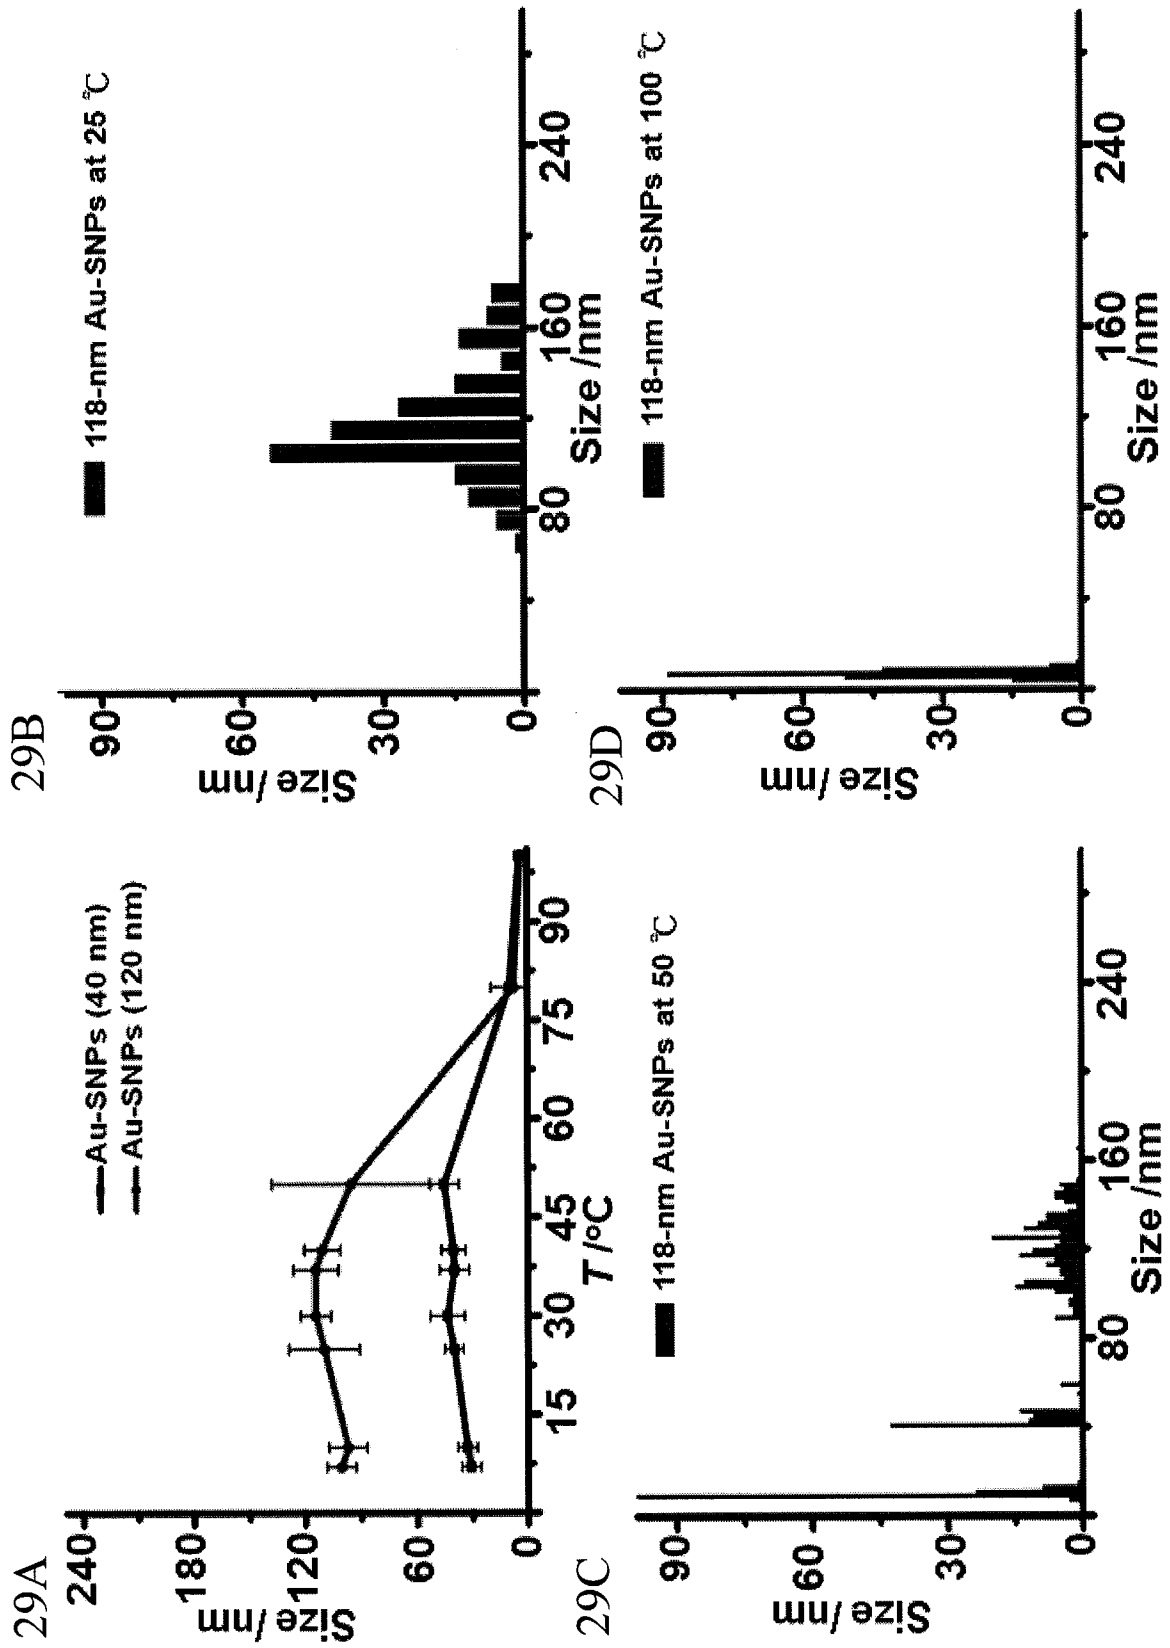 29A
Au-SNPs (40 nm)
Au-SNPs (120 nm)
Size /nm
240
180
120
60
0
15
30
45
60
75
90
T /°C
29B
118-nm Au-SNPs at 25 ℃
Size /nm
90
60
30
0
80
160
240
Size /nm
29C
118-nm Au-SNPs at 50 ℃
Size /nm
90
60
30
0
80
160
240
Size /nm
29D
118-nm Au-SNPs at 100 ℃
Size /nm
90
60
30
0
80
160
240
Size /nm